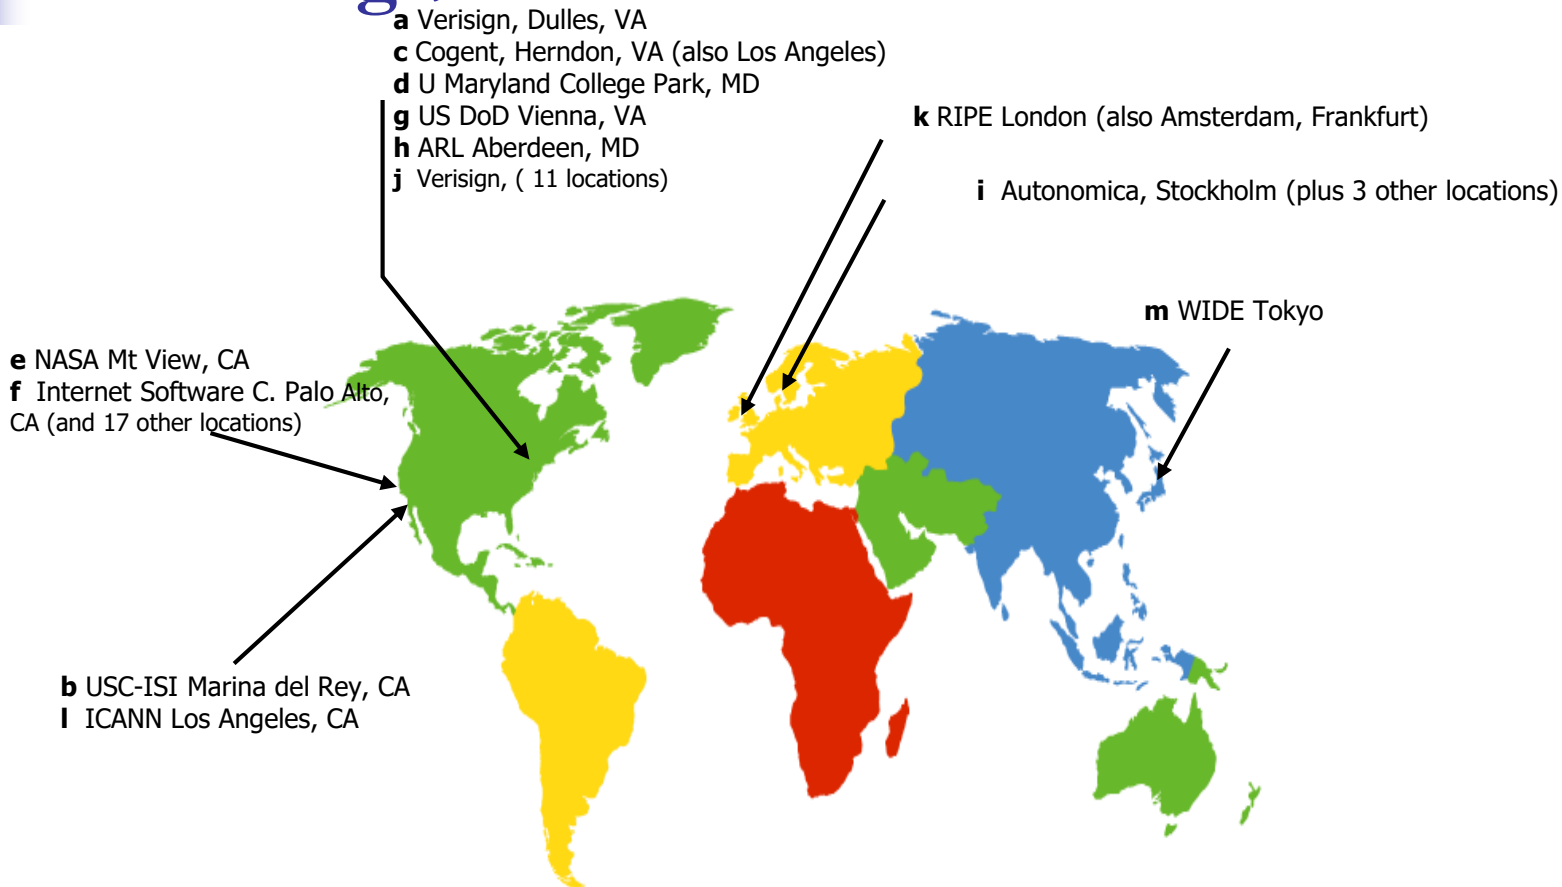 a Verisign, Dulles, VA
c Cogent, Herndon, VA (also Los Angeles)
d U Maryland College Park, MD
g US DoD Vienna, VA
h ARL Aberdeen, MD
j Verisign, ( 11 locations)
k RIPE London (also Amsterdam, Frankfurt)
i Autonomica, Stockholm (plus 3 other locations)
m WIDE Tokyo
e NASA Mt View, CA
f Internet Software C. Palo Alto,
CA (and 17 other locations)
b USC-ISI Marina del Rey, CA
l ICANN Los Angeles, CA